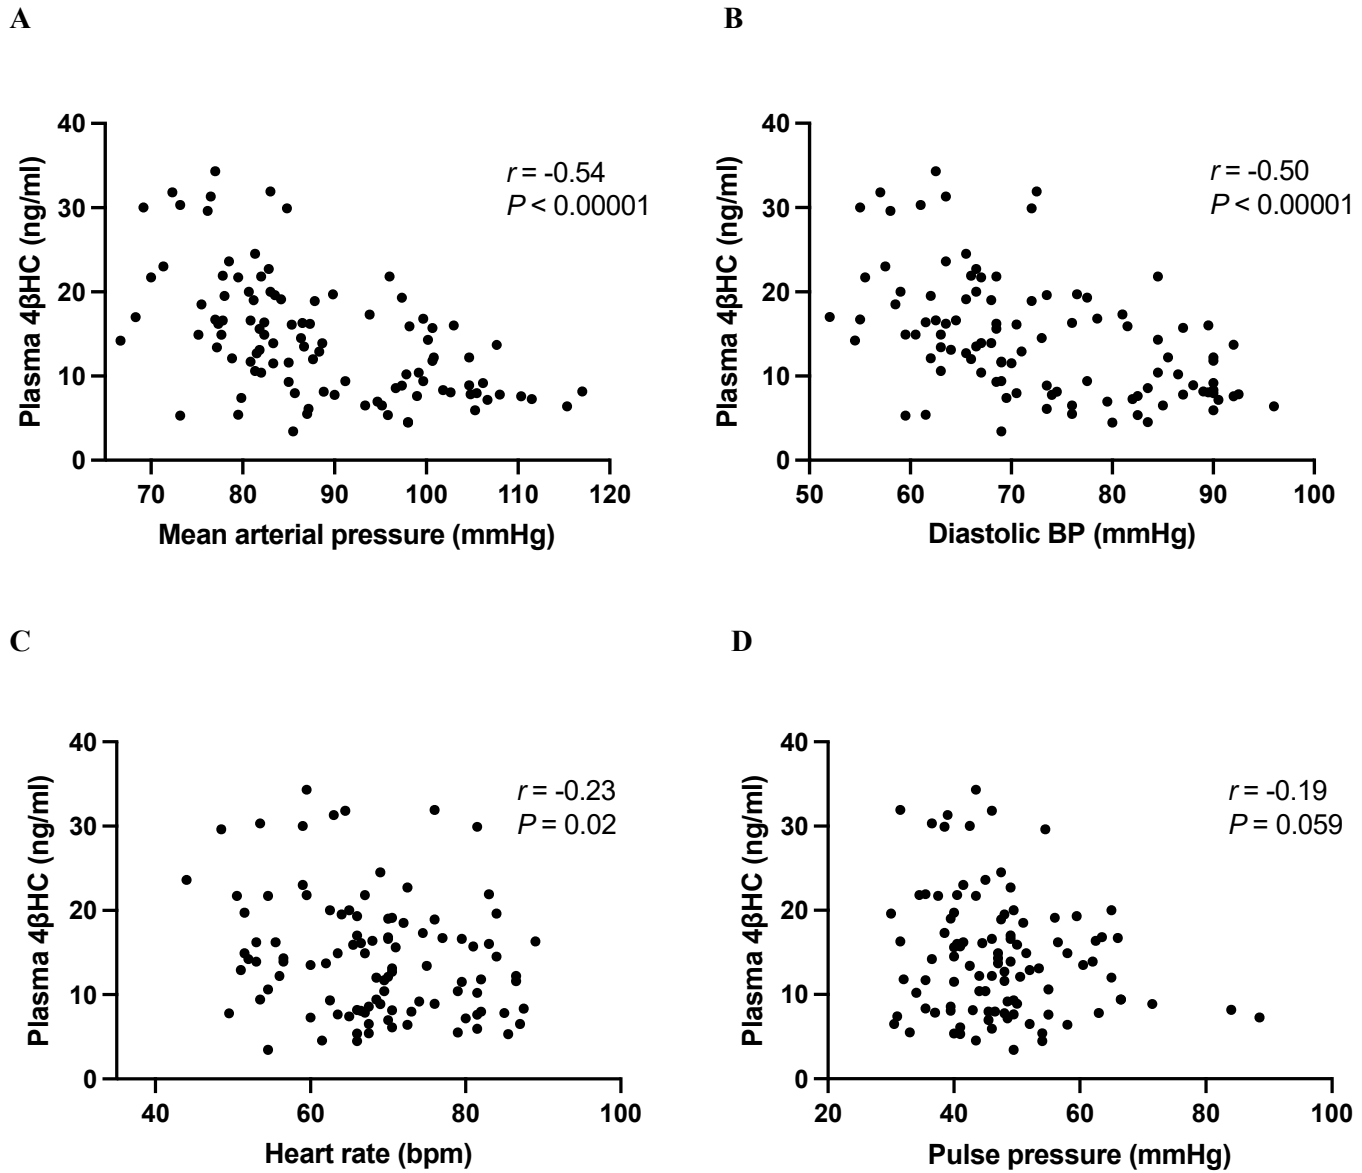 A
40
30
20
10
0
Plasma 4βHC (ng/ml)
r = -0.54
P < 0.00001
70 80 90 100 110 120
Mean arterial pressure (mmHg)
B
40
30
20
10
0
Plasma 4βHC (ng/ml)
r = -0.50
P < 0.00001
50 60 70 80 90 100
Diastolic BP (mmHg)
C
40
30
20
10
0
Plasma 4βHC (ng/ml)
r = -0.23
P = 0.02
40 60 80 100
Heart rate (bpm)
D
40
30
20
10
0
Plasma 4βHC (ng/ml)
r = -0.19
P = 0.059
20 40 60 80 100
Pulse pressure (mmHg)